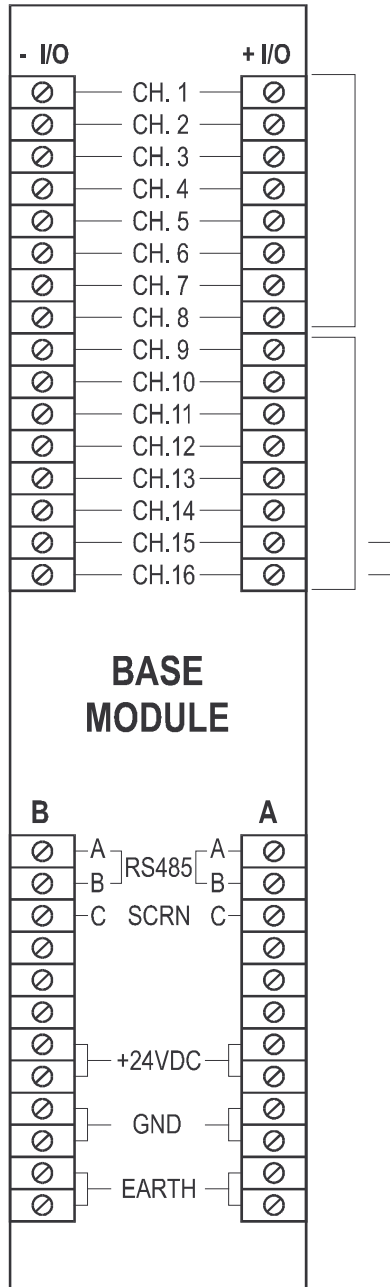 - I/O + I/O
CH. 1
CH. 2
CH. 3
CH. 4
CH. 5
CH. 6
CH. 7
CH. 8
CH. 9
CH.10
CH.11
CH.12
CH.13
CH.14
CH.15
CH.16
BASE
MODULE
B A
A RS485 A
B B
C SCRN C
+24VDC
GND
EARTH